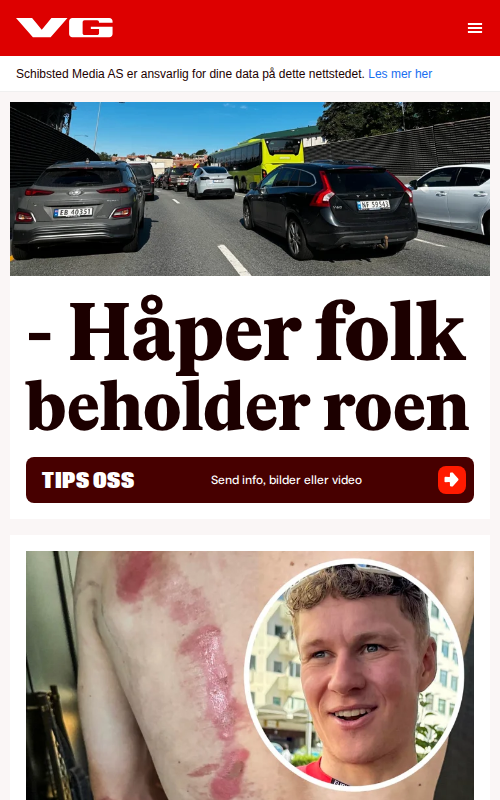 VG
Schibsted Media AS er ansvarlig for dine data på dette nettstedet. Les mer her
EB 40351
NF 59543
- Håper folk
beholder roen
TIPS OSS
Send info, bilder eller video